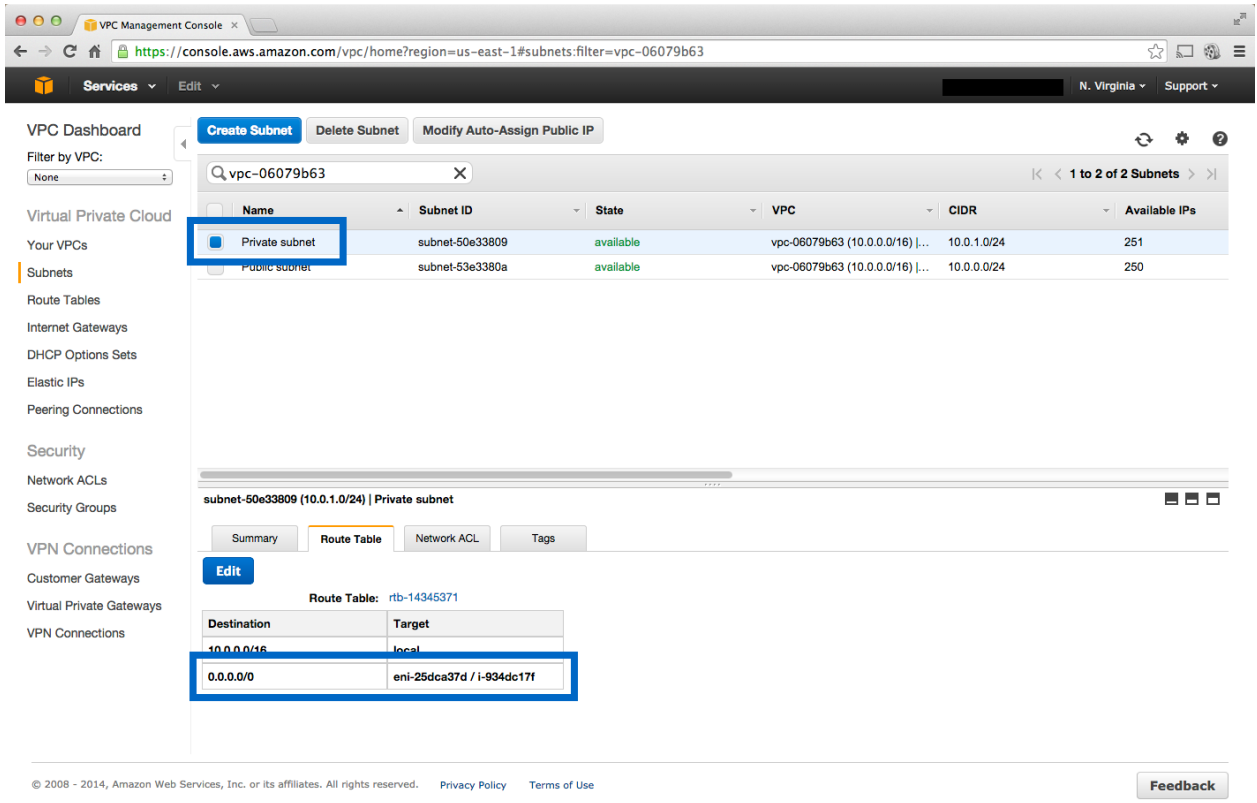 VPC Management Console ×
https://console.aws.amazon.com/vpc/home?region=us-east-1#subnets:filter=vpc-06079b63
Services Edit N. Virginia Support
VPC Dashboard
Filter by VPC:
None
Virtual Private Cloud
Your VPCs
Subnets
Route Tables
Internet Gateways
DHCP Options Sets
Elastic IPs
Peering Connections
Security
Network ACLs
Security Groups
VPN Connections
Customer Gateways
Virtual Private Gateways
VPN Connections
Create Subnet Delete Subnet Modify Auto-Assign Public IP
vpc-06079b63
1 to 2 of 2 Subnets
Name Subnet ID State VPC CIDR Available IPs
Private subnet subnet-50e33809 available vpc-06079b63 (10.0.0.0/16) |... 10.0.1.0/24 251
Public subnet subnet-53e3380a available vpc-06079b63 (10.0.0.0/16) |... 10.0.0.0/24 250
subnet-50e33809 (10.0.1.0/24) | Private subnet
Summary Route Table Network ACL Tags
Edit
Route Table: rtb-14345371
Destination Target
10.0.0.0/16 local
0.0.0.0/0 eni-25dca37d / i-934dc17f
© 2008 - 2014, Amazon Web Services, Inc. or its affiliates. All rights reserved. Privacy Policy Terms of Use
Feedback